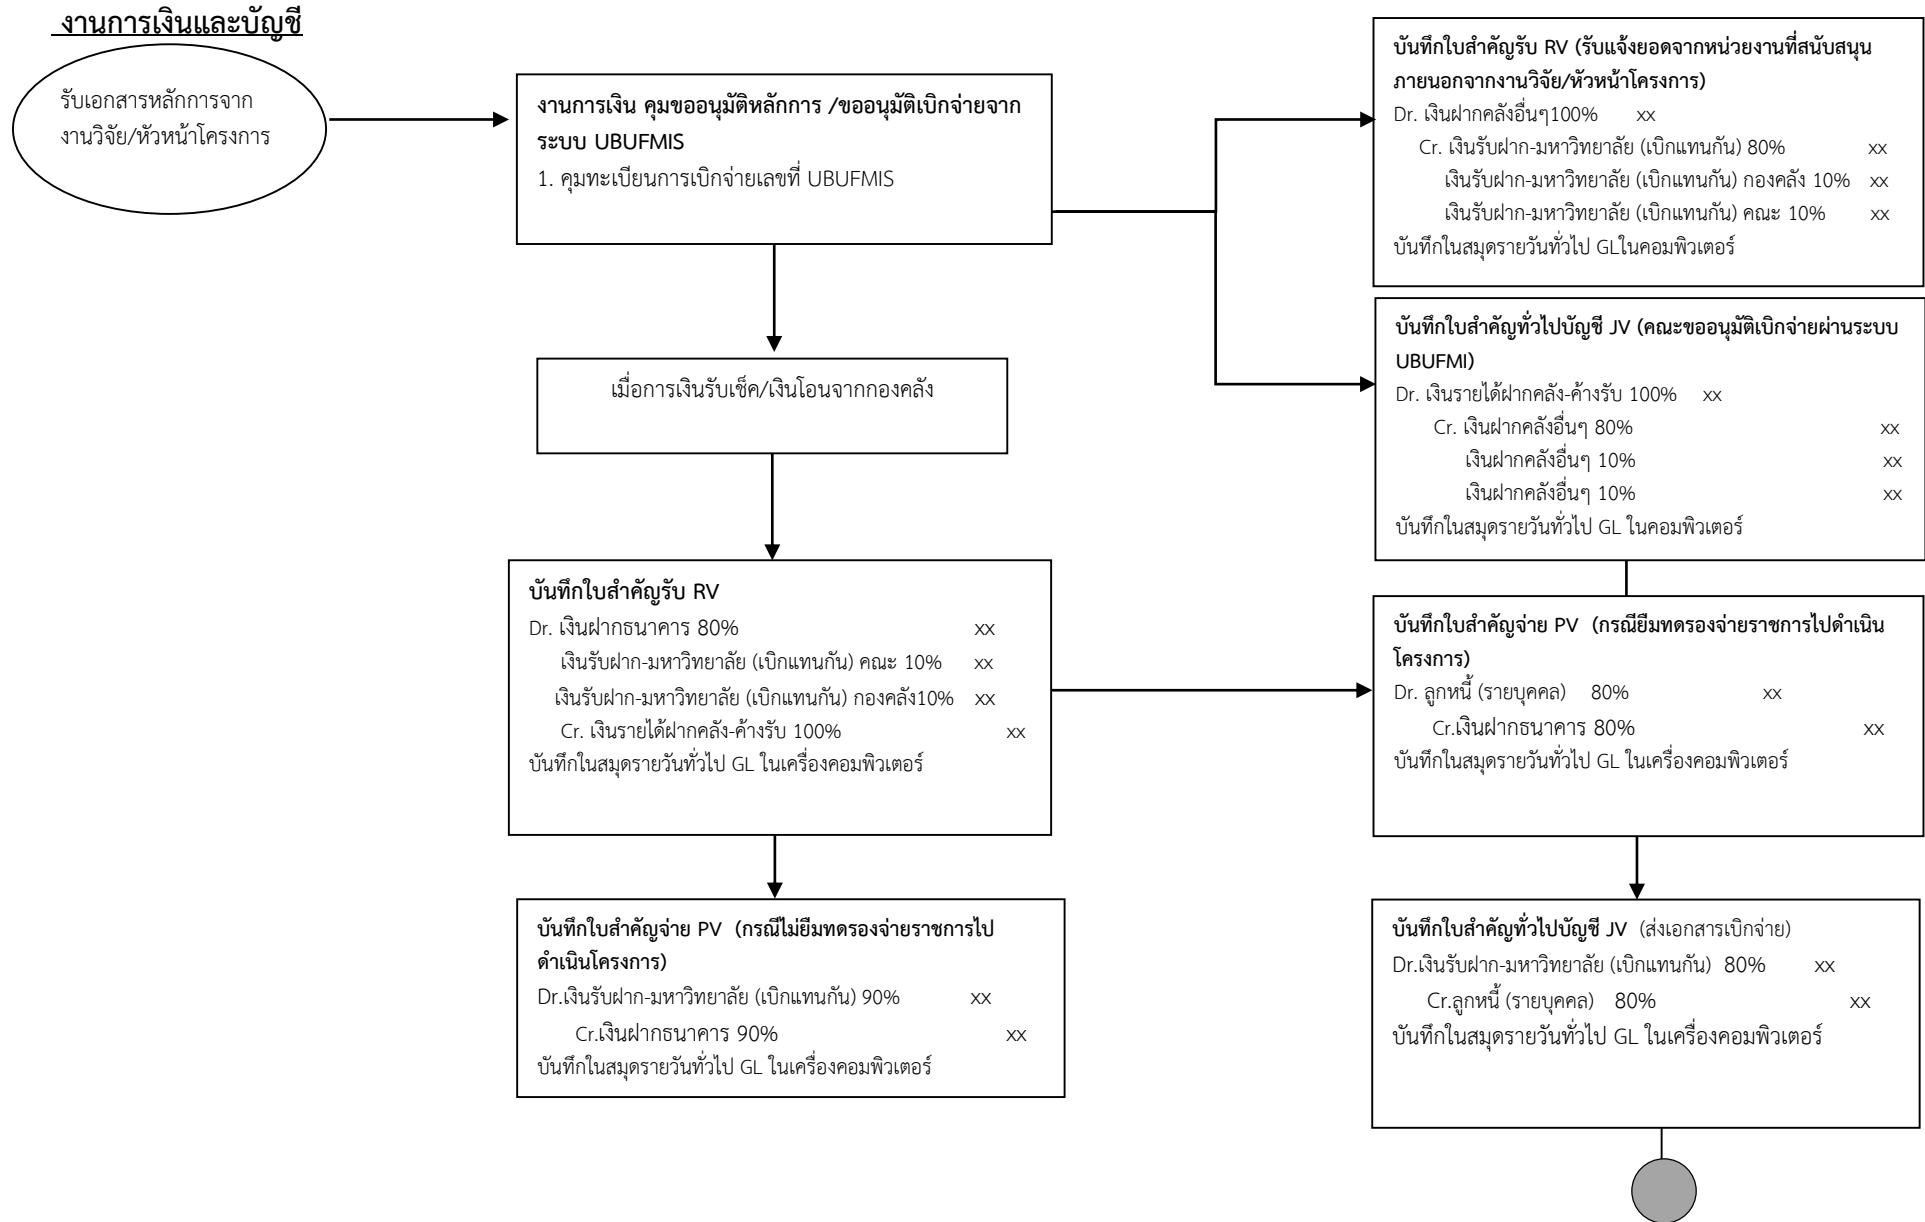 งานการเงินและบัญชี
รับเอกสารหลักการจาก
งานวิจัย/หัวหน้าโครงการ
งานการเงิน คุมขออนุมัติหลักการ /ขออนุมัติเบิกจ่ายจาก
ระบบ UBUFMIS
1. คุมทะเบียนการเบิกจ่ายเลขที่ UBUFMIS
บันทึกใบสำคัญรับ RV (รับแจ้งยอดจากหน่วยงานที่สนับสนุน
ภายนอกจากงานวิจัย/หัวหน้าโครงการ)
Dr. เงินฝากคลังอื่นๆ100% xx
Cr. เงินรับฝาก-มหาวิทยาลัย (เบิกแทนกัน) 80% xx
เงินรับฝาก-มหาวิทยาลัย (เบิกแทนกัน) กองคลัง 10% xx
เงินรับฝาก-มหาวิทยาลัย (เบิกแทนกัน) คณะ 10% xx
บันทึกในสมุดรายวันทั่วไป GLในคอมพิวเตอร์
บันทึกใบสำคัญทั่วไปบัญชี JV (คณะขออนุมัติเบิกจ่ายผ่านระบบ
UBUFMI)
Dr. เงินรายได้ฝากคลัง-ค้างรับ 100% xx
Cr. เงินฝากคลังอื่นๆ 80% xx
เงินฝากคลังอื่นๆ 10% xx
เงินฝากคลังอื่นๆ 10% xx
บันทึกในสมุดรายวันทั่วไป GL ในคอมพิวเตอร์
เมื่อการเงินรับเช็ค/เงินโอนจากกองคลัง
บันทึกใบสำคัญรับ RV
Dr. เงินฝากธนาคาร 80% xx
เงินรับฝาก-มหาวิทยาลัย (เบิกแทนกัน) คณะ 10% xx
เงินรับฝาก-มหาวิทยาลัย (เบิกแทนกัน) กองคลัง10% xx
Cr. เงินรายได้ฝากคลัง-ค้างรับ 100% xx
บันทึกในสมุดรายวันทั่วไป GL ในเครื่องคอมพิวเตอร์
บันทึกใบสำคัญจ่าย PV (กรณียืมทดรองจ่ายราชการไปดำเนิน
โครงการ)
Dr. ลูกหนี้ (รายบุคคล) 80% xx
Cr.เงินฝากธนาคาร 80% xx
บันทึกในสมุดรายวันทั่วไป GL ในเครื่องคอมพิวเตอร์
บันทึกใบสำคัญจ่าย PV (กรณีไม่ยืมทดรองจ่ายราชการไป
ดำเนินโครงการ)
Dr.เงินรับฝาก-มหาวิทยาลัย (เบิกแทนกัน) 90% xx
Cr.เงินฝากธนาคาร 90% xx
บันทึกในสมุดรายวันทั่วไป GL ในเครื่องคอมพิวเตอร์
บันทึกใบสำคัญทั่วไปบัญชี JV (ส่งเอกสารเบิกจ่าย)
Dr.เงินรับฝาก-มหาวิทยาลัย (เบิกแทนกัน) 80% xx
Cr.ลูกหนี้ (รายบุคคล) 80% xx
บันทึกในสมุดรายวันทั่วไป GL ในเครื่องคอมพิวเตอร์